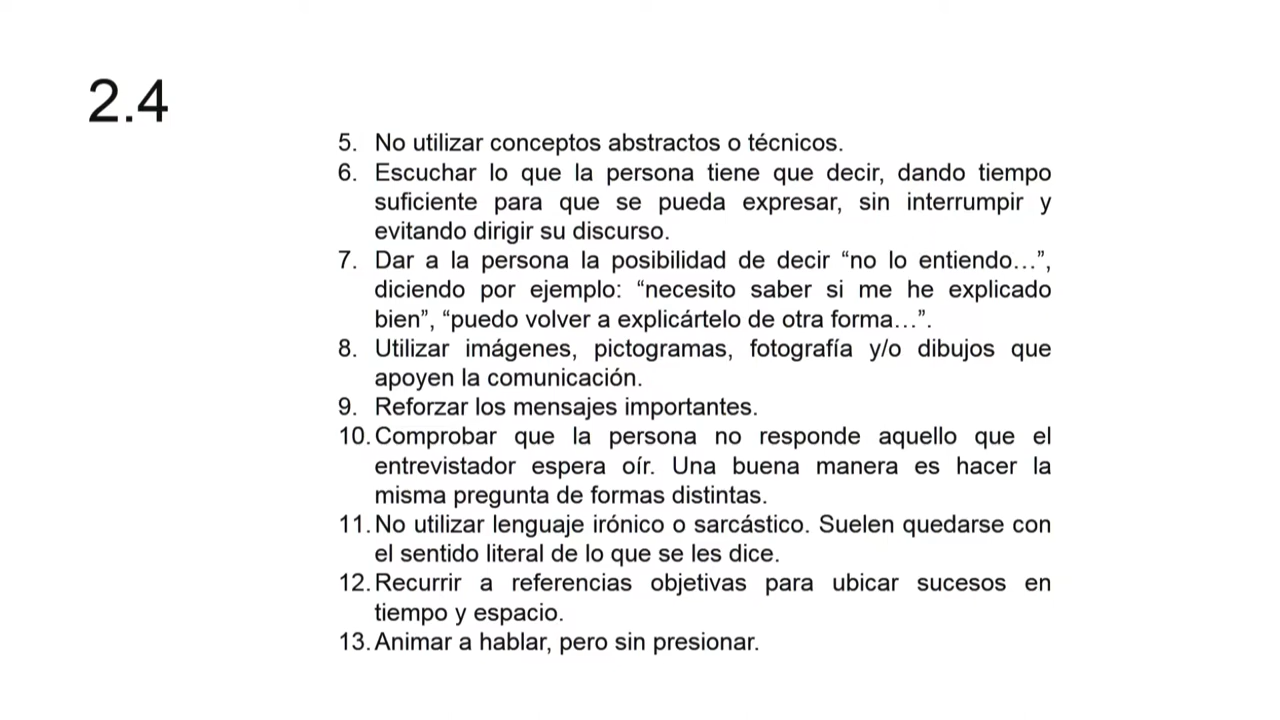 2.4
5. No utilizar conceptos abstractos o técnicos.
6. Escuchar lo que la persona tiene que decir, dando tiempo
suficiente para que se pueda expresar, sin interrumpir y
evitando dirigir su discurso.
7. Dar a la persona la posibilidad de decir “no lo entiendo…”,
diciendo por ejemplo: “necesito saber si me he explicado
bien”, “puedo volver a explicártelo de otra forma…”.
8. Utilizar imágenes, pictogramas, fotografía y/o dibujos que
apoyen la comunicación.
9. Reforzar los mensajes importantes.
10. Comprobar que la persona no responde aquello que el
entrevistador espera oír. Una buena manera es hacer la
misma pregunta de formas distintas.
11. No utilizar lenguaje irónico o sarcástico. Suelen quedarse con
el sentido literal de lo que se les dice.
12. Recurrir a referencias objetivas para ubicar sucesos en
tiempo y espacio.
13. Animar a hablar, pero sin presionar.